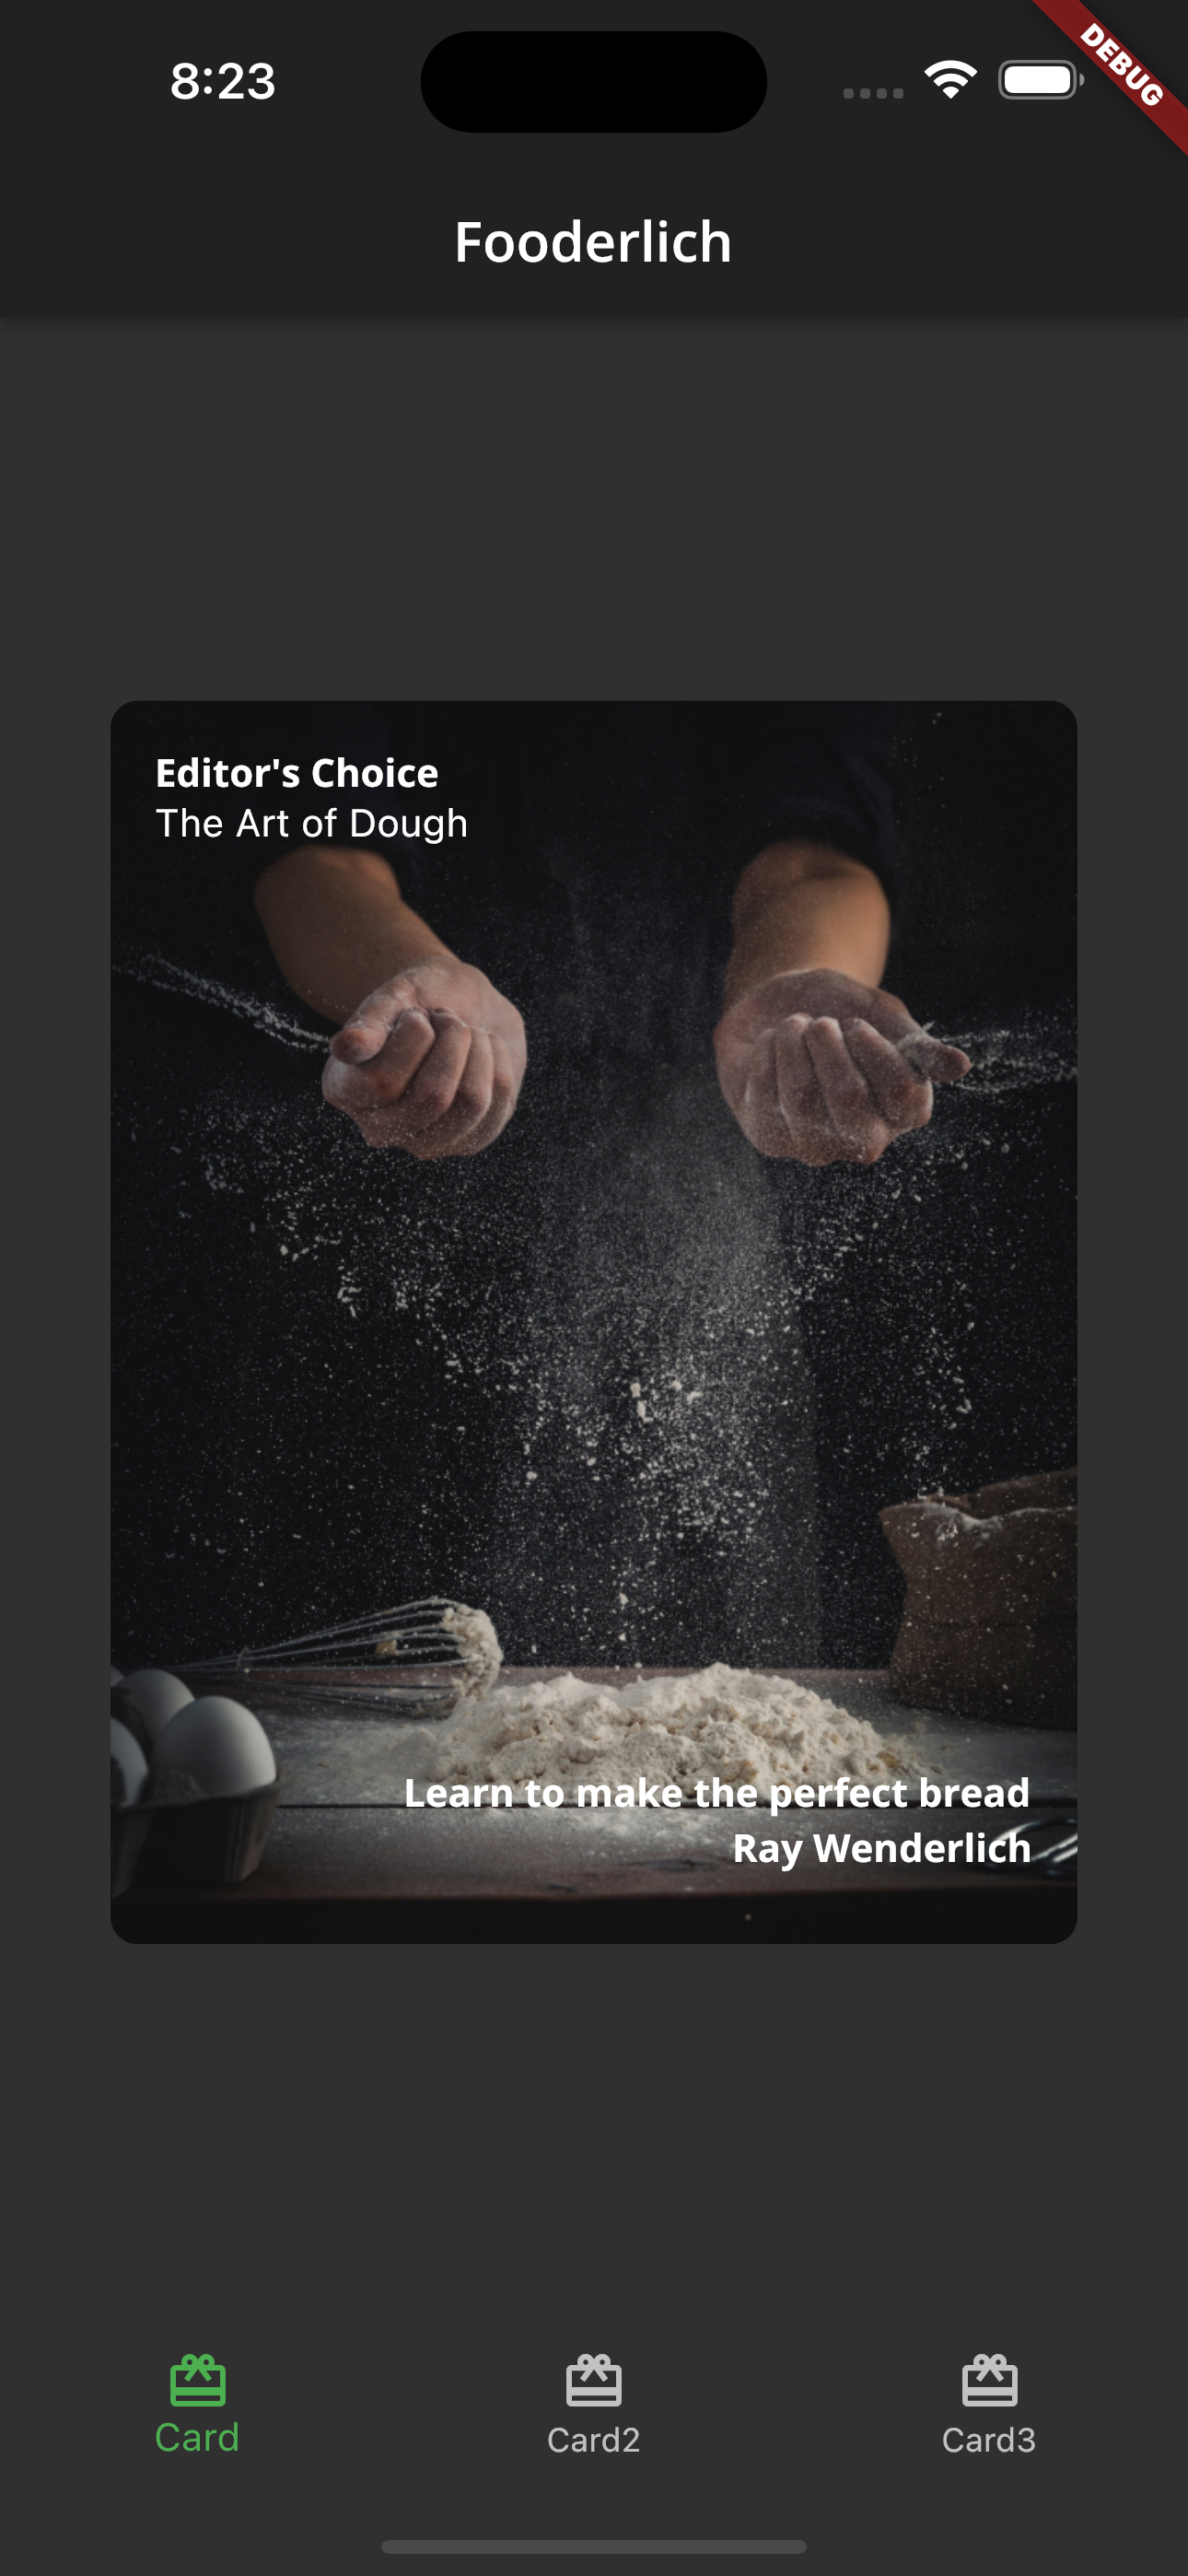 8:23
DEBUG
Fooderlich
Editor's Choice
The Art of Dough
Learn to make the perfect bread
Ray Wenderlich
Card
Card2
Card3